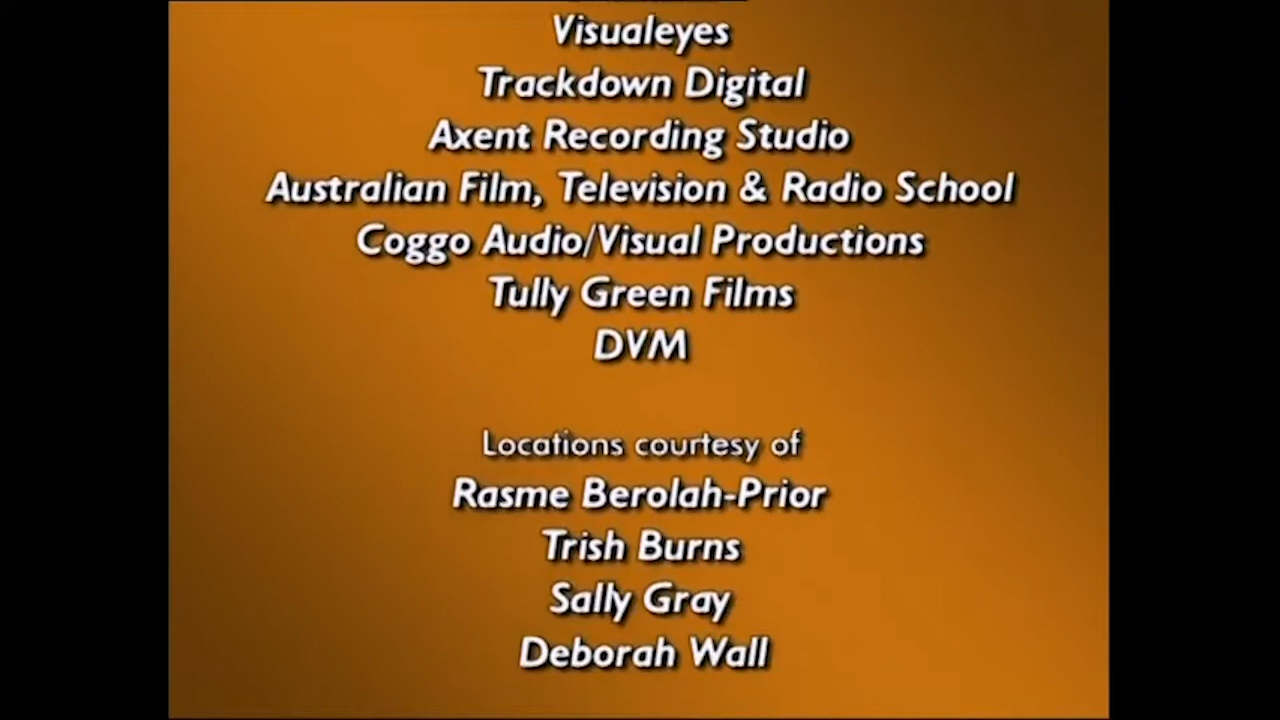 Visualeyes
Trackdown Digital
Axent Recording Studio
Australian Film, Television & Radio School
Coggo Audio/Visual Productions
Tully Green Films
DVM
Locations courtesy of
Rasme Berolah-Prior
Trish Burns
Sally Gray
Deborah Wall